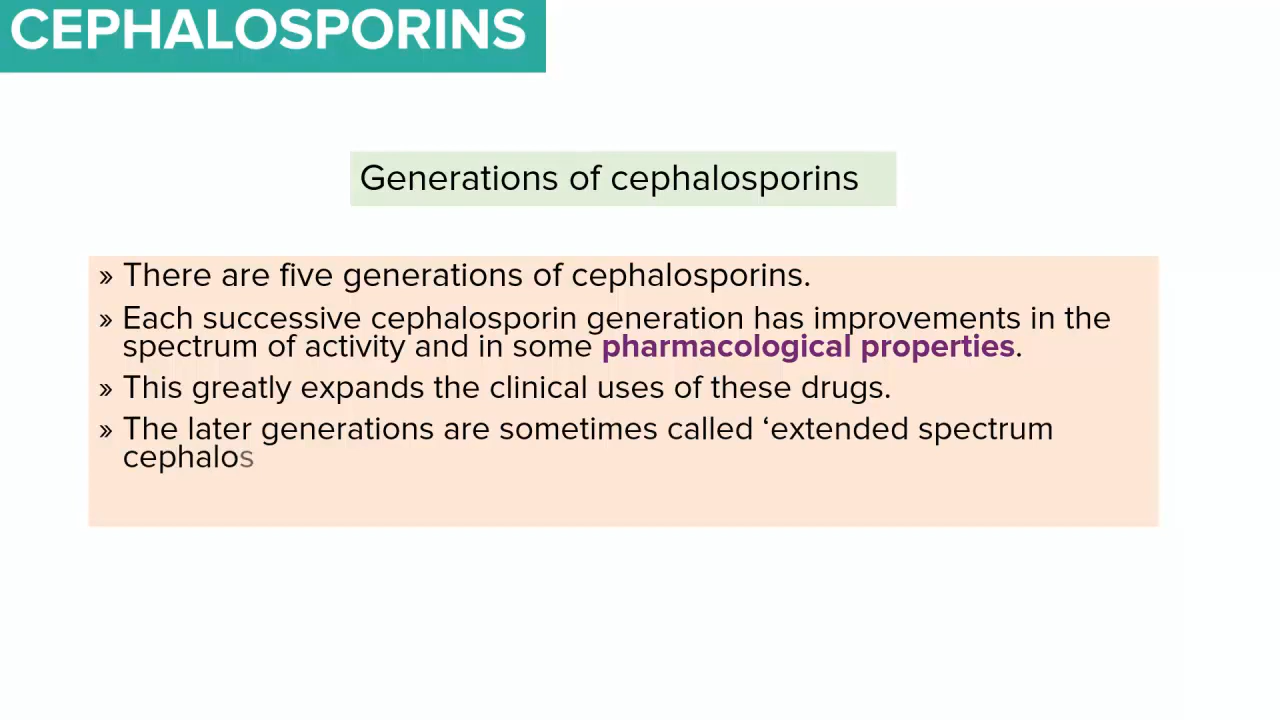 CEPHALOSPORINS
Generations of cephalosporins
» There are five generations of cephalosporins.
» Each successive cephalosporin generation has improvements in the
spectrum of activity and in some pharmacological properties.
» This greatly expands the clinical uses of these drugs.
» The later generations are sometimes called ‘extended spectrum
cephalos